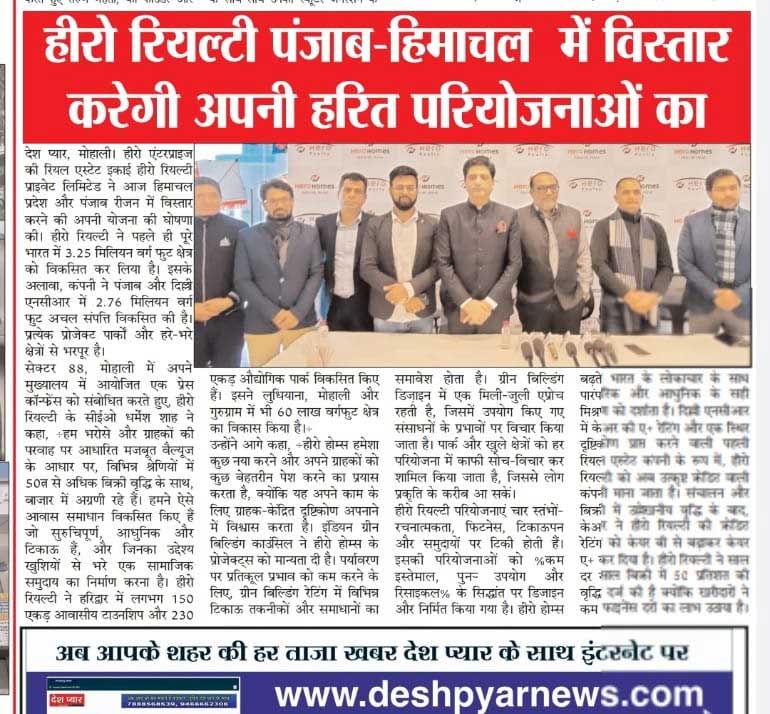 हीरो रियल्टी पंजाब-हिमाचल में विस्तार
करेगी अपनी हरित परियोजनाओं का
देश प्यार, मोहाली। हीरो एंटरप्राइज
की रियल एस्टेट इकाई हीरो रियल्टी
प्राइवेट लिमिटेड ने आज हिमाचल
प्रदेश और पंजाब रीजन में विस्तार
करने की अपनी योजना की घोषणा
की। हीरो रियल्टी ने पहले ही पूरे
भारत में 3.25 मिलियन वर्ग फुट क्षेत्र
को विकसित कर लिया है। इसके
अलावा, कंपनी ने पंजाब और दिल्ली
एनसीआर में 2.76 मिलियन वर्ग
फुट अचल संपत्ति विकसित की है।
प्रत्येक प्रोजेक्ट पार्कों और हरे-भरे
क्षेत्रों से भरपूर है।
सेक्टर 88, मोहाली में अपने
मुख्यालय में आयोजित एक प्रेस
कॉन्फ्रेंस को संबोधित करते हुए, हीरो
रियल्टी के सीईओ धर्मेश शाह ने
कहा, ÷हम भरोसे और ग्राहकों की
परवाह पर आधारित मजबूत वैल्यूज
के आधार पर, विभिन्न श्रेणियों में
50त्न से अधिक बिक्री वृद्धि के साथ,
बाजार में अग्रणी रहे हैं। हमने ऐसे
आवास समाधान विकसित किए हैं
जो सुरुचिपूर्ण, आधुनिक और
टिकाऊ हैं, और जिनका उद्देश्य
खुशियों से भरे एक सामाजिक
समुदाय का निर्माण करना है। हीरो
रियल्टी ने हरिद्वार में लगभग 150
एकड़ आवासीय टाउनशिप और 230
एकड़ औद्योगिक पार्क विकसित किए
हैं। इसने लुधियाना, मोहाली और
गुरुग्राम में भी 60 लाख वर्गफुट क्षेत्र
का विकास किया है।÷
उन्होंने आगे कहा, ÷हीरो होम्स हमेशा
कुछ नया करने और अपने ग्राहकों को
कुछ बेहतरीन पेश करने का प्रयास
करता है, क्योंकि यह अपने काम के
लिए ग्राहक-केंद्रित दृष्टिकोण अपनाने
में विश्वास करता है। इंडियन ग्रीन
बिल्डिंग काउंसिल ने हीरो होम्स के
प्रोजेक्ट्स को मान्यता दी है। पर्यावरण
पर प्रतिकूल प्रभाव को कम करने के
लिए, ग्रीन बिल्डिंग रेटिंग में विभिन्न
टिकाऊ तकनीकों और समाधानों का
समावेश होता है। ग्रीन बिल्डिंग
डिजाइन में एक मिली-जुली एप्रोच
रहती है, जिसमें उपयोग किए गए
संसाधनों के प्रभावों पर विचार किया
जाता है। पार्क और खुले क्षेत्रों को हर
परियोजना में काफी सोच-विचार कर
शामिल किया जाता है, जिससे लोग
प्रकृति के करीब आ सकें।
हीरो रियल्टी परियोजनाएं चार स्तंभों-
रचनात्मकता, फिटनेस, टिकाऊपन
और समुदायों पर टिकी होती हैं।
इसकी परियोजनाओं को %कम
इस्तेमाल, पुनः उपयोग और
रिसाइकल% के सिद्धांत पर डिजाइन
और निर्मित किया गया है। हीरो होम्स
बढ़ते भारत के लोकाचार के साथ
और आधुनिक के सही
को दर्शाता है। दिल्ली एनसीआर
में केअर की ए+ रेटिंग और एक स्थिर
दृष्टिकोण प्राप्त करने वाली पहली
रियल एस्टेट कंपनी के रूप में, हीरो
रियल्टी को अब उत्कृष्ट क्रेडिट वाली
कंपनी माना जाता है। संचालन और
बिक्री में उल्लेखनीय वृद्धि के बाद,
केअर ने हीरो रियल्टी की क्रेडिट
रेटिंग को केयर बी से बढ़ाकर केअर
ए+ कर दिया है। हीरो रियल्टी ने साल
दर साल बिक्री में 50 प्रतिशत की
वृद्धि दर्ज की है क्योंकि खरीदारों ने
कम फाइनेंस दरों का लाभ उठाया है।
Hero Realty
HERO HOMES
अब आपके शहर की हर ताजा खबर देश प्यार के साथ इंटरनेट पर
देश प्यार
7888568639, 9466662306
www.deshpyarnews.com